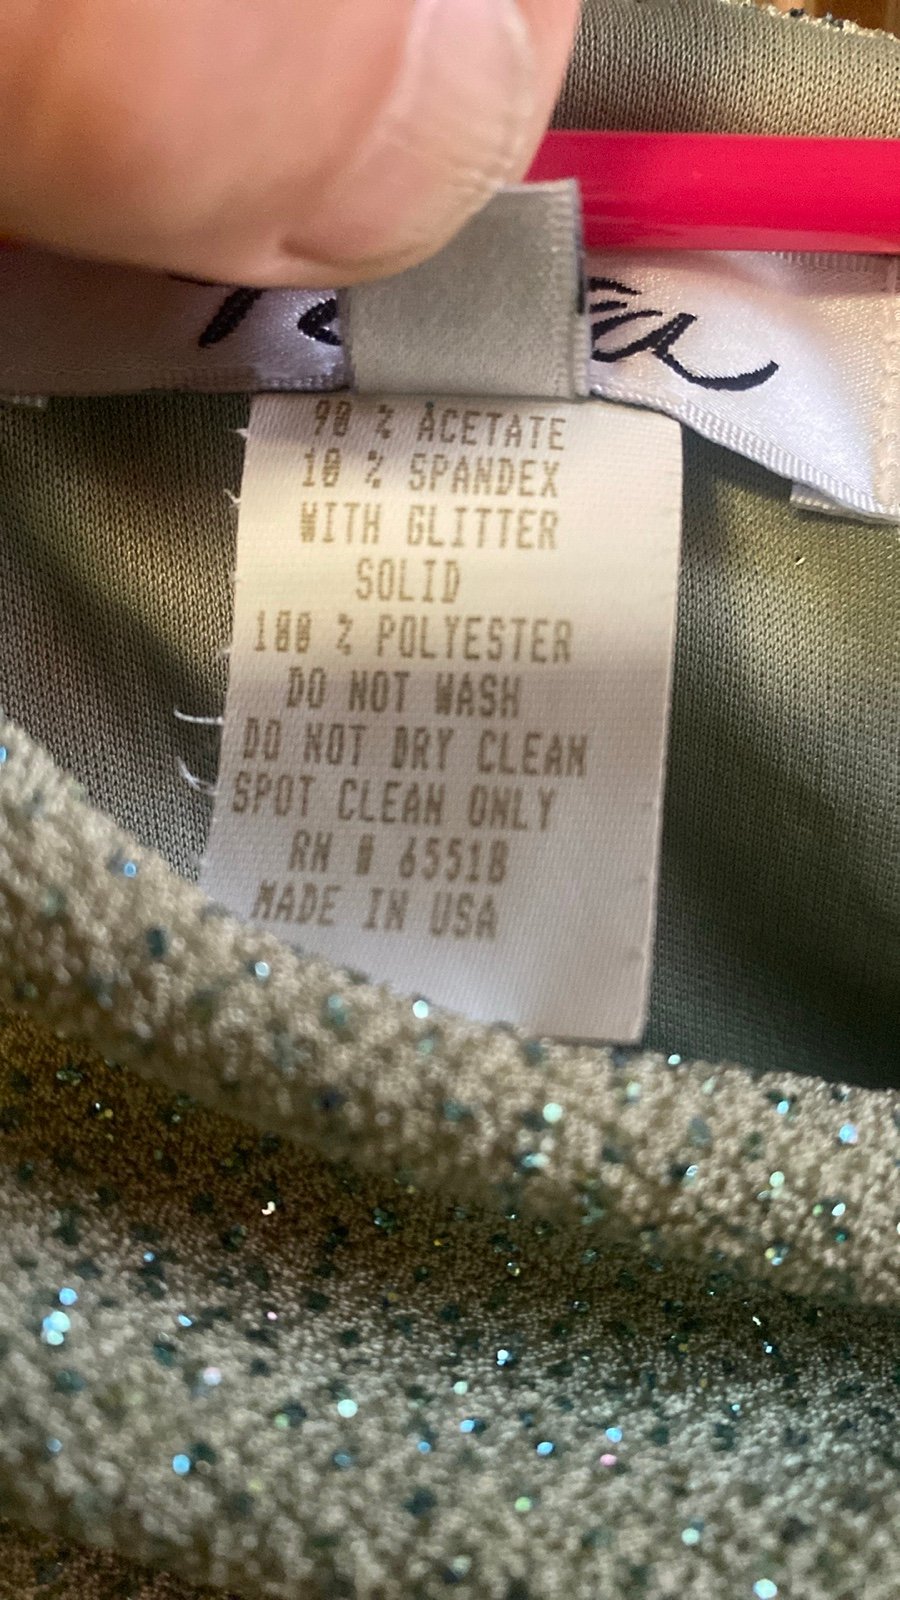 90 % ACETATE
10 % SPANDEX
WITH GLITTER
SOLID
100 % POLYESTER
DO NOT WASH
DO NOT DRY CLEAN
SPOT CLEAN ONLY
RN # 65518
MADE IN USA